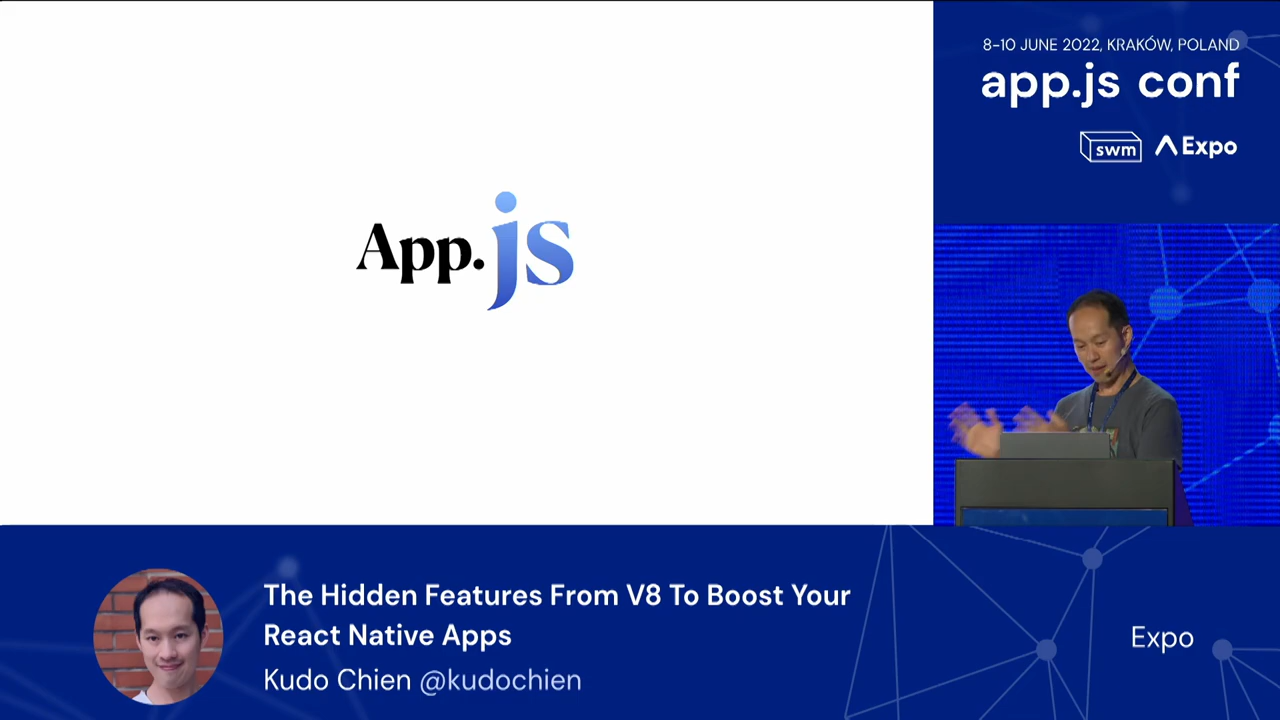 App.js
8-10 JUNE 2022, KRAKÓW, POLAND
app.js conf
swm Expo
The Hidden Features From V8 To Boost Your
React Native Apps
Kudo Chien @kudochien
Expo